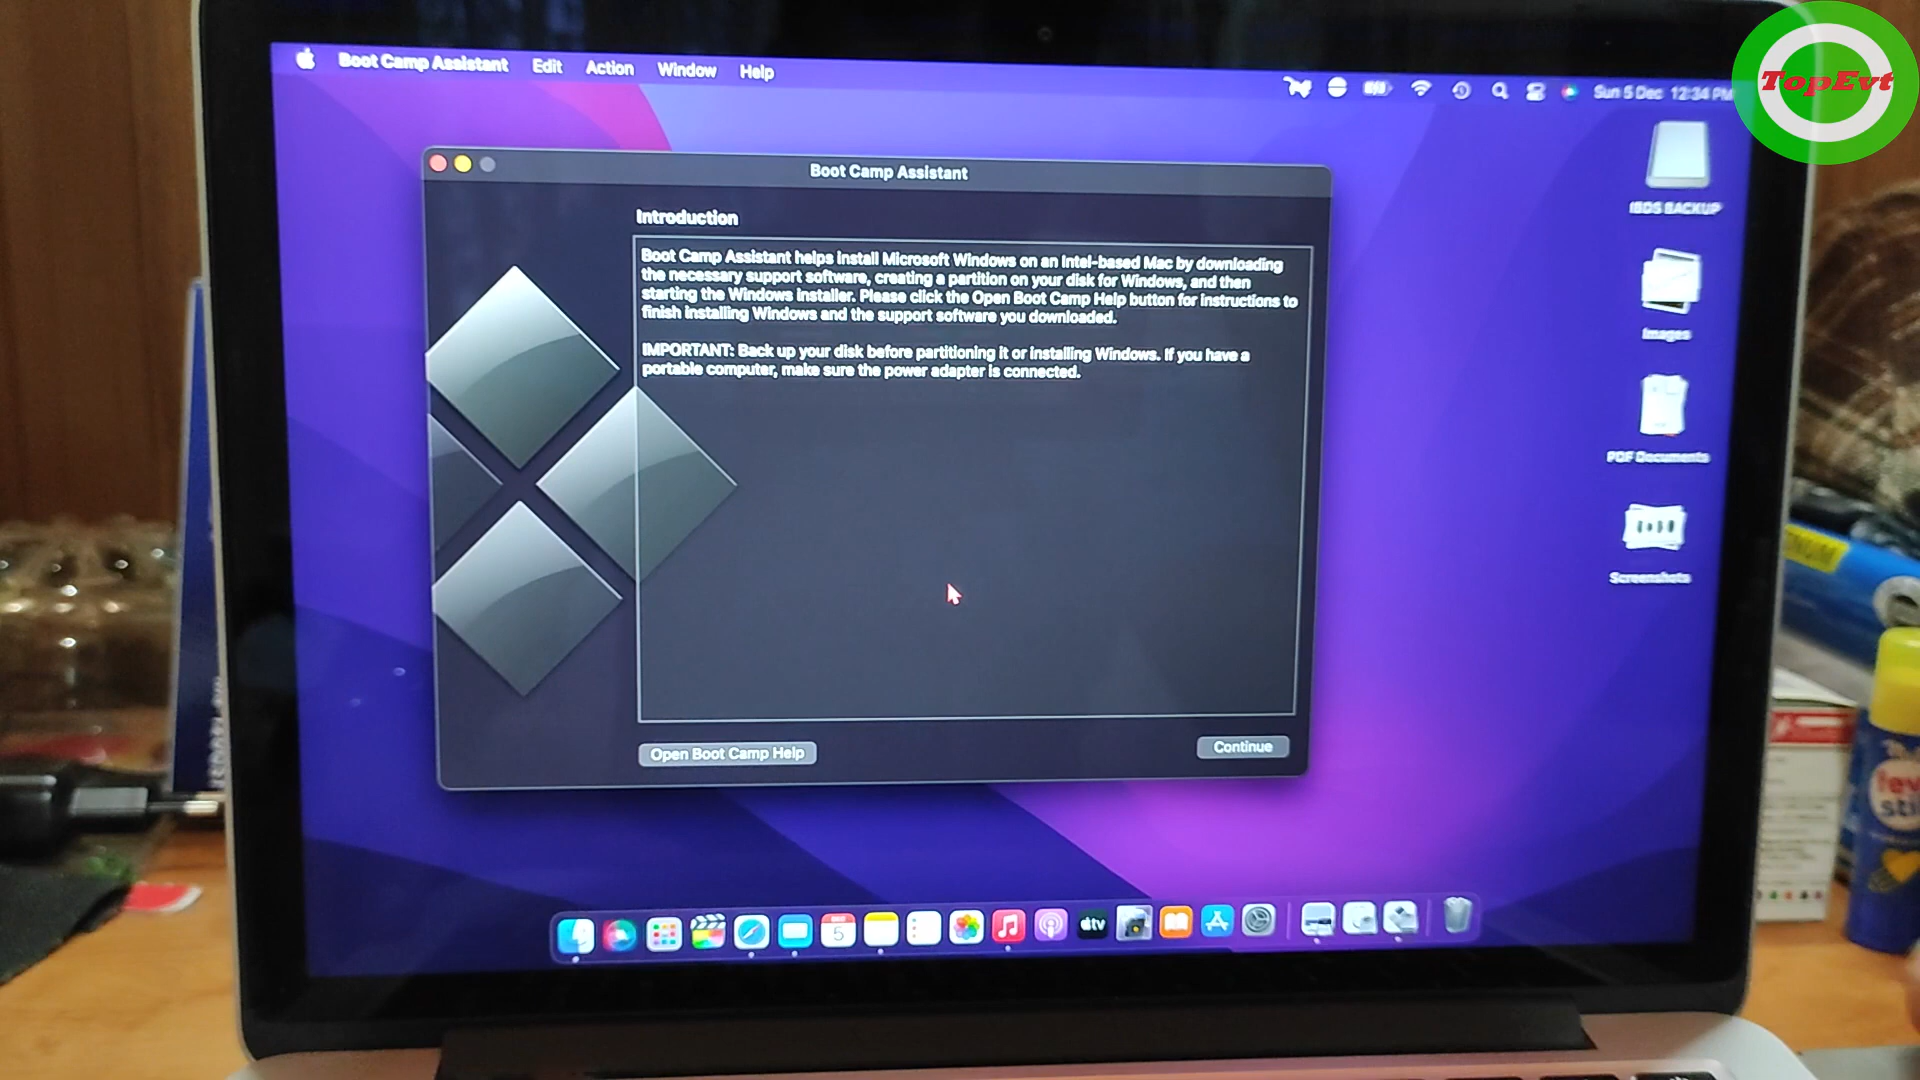 Boot Camp Assistant Edit Action Window Help
Sun 5 Dec 12:34 PM
TopEvt
Boot Camp Assistant
Introduction
Boot Camp Assistant helps install Microsoft Windows on an Intel-based Mac by downloading
the necessary support software, creating a partition on your disk for Windows, and then
starting the Windows installer. Please click the Open Boot Camp Help button for instructions to
finish installing Windows and the support software you downloaded.
IMPORTANT: Back up your disk before partitioning it or installing Windows. If you have a
portable computer, make sure the power adapter is connected.
Open Boot Camp Help
Continue
BACKUP
Images
PDF Documents
Screenshots
5
tv